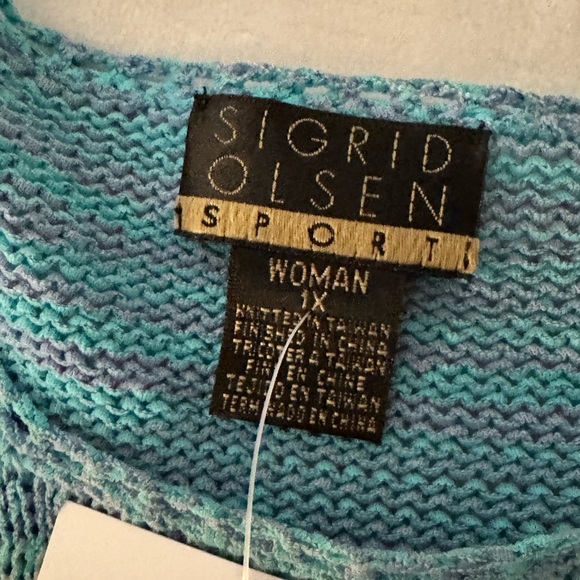 SIGRID
OLSEN
SPORT
WOMAN
1X
KNITTED IN TAIWAN
FINISHED IN CHINA
TRICOTER A TAIWAN
FINI EN CHINE
TEJIDO EN TAIWAN
TERMINADO EN CHINA